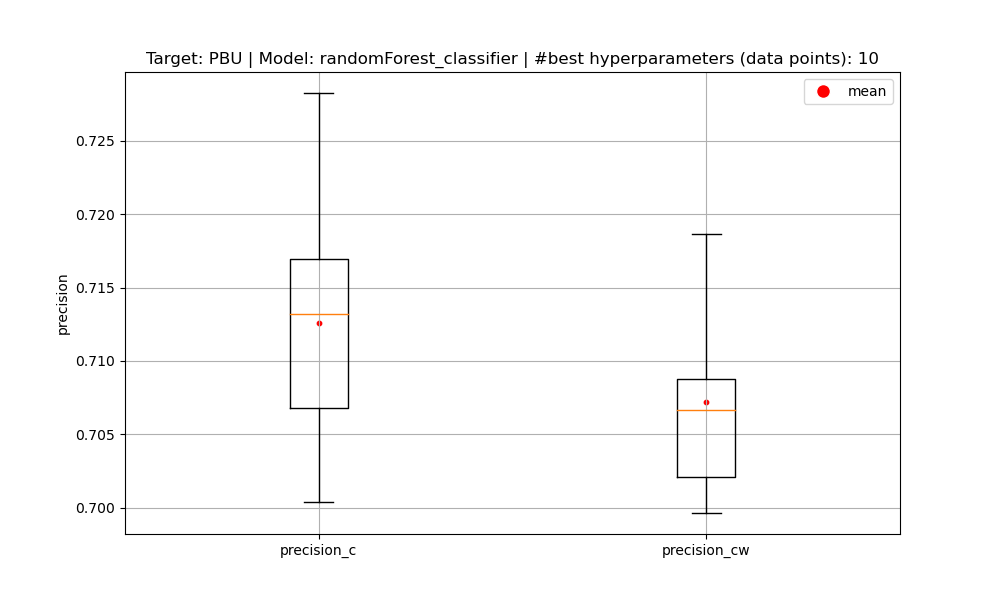 Target: PBU | Model: randomForest_classifier | #best hyperparameters (data points): 10
mean
0.725
0.720
0.715
0.710
0.705
0.700
precision
precision_c
precision_cw